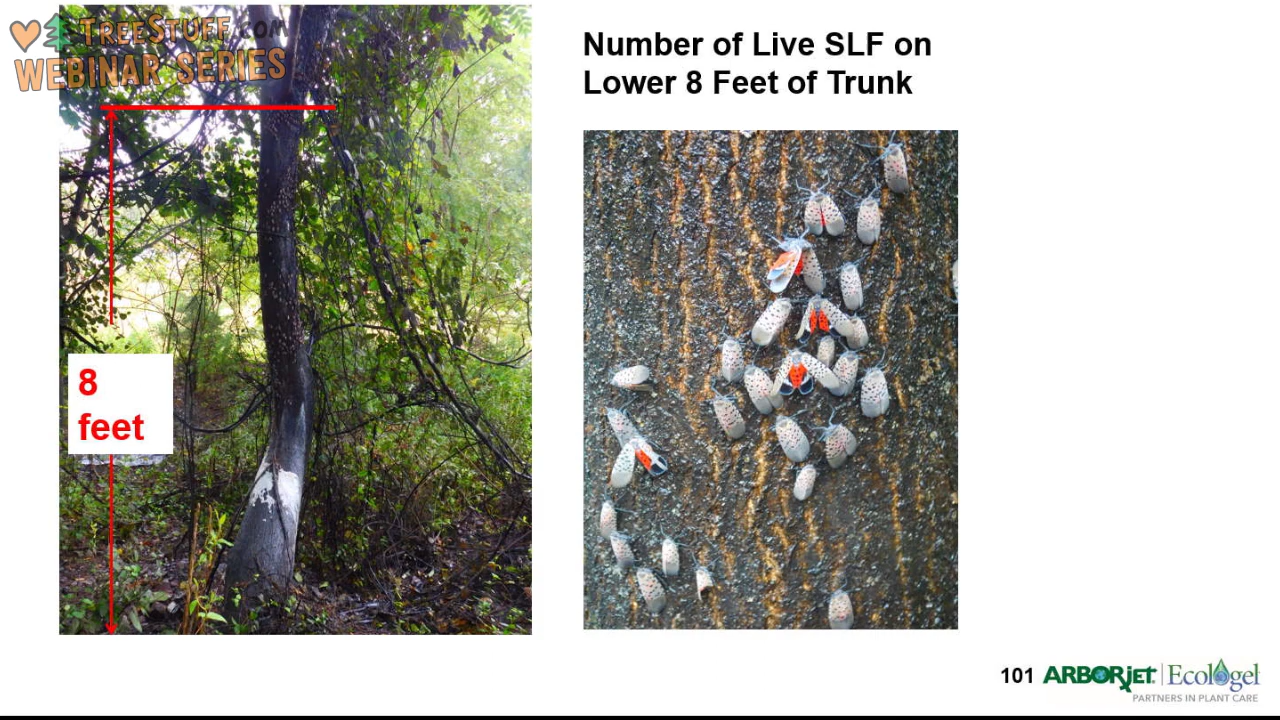 TREESTUFF.COM
WEBINAR SERIES
Number of Live SLF on
Lower 8 Feet of Trunk
8
feet
101 ARBORjet | Ecologel
PARTNERS IN PLANT CARE